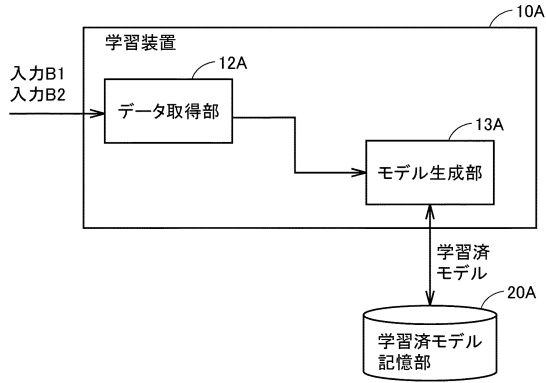 10A
学習装置
12A
入力B1
入力B2
データ取得部
13A
モデル生成部
学習済
モデル
20A
学習済モデル
記憶部